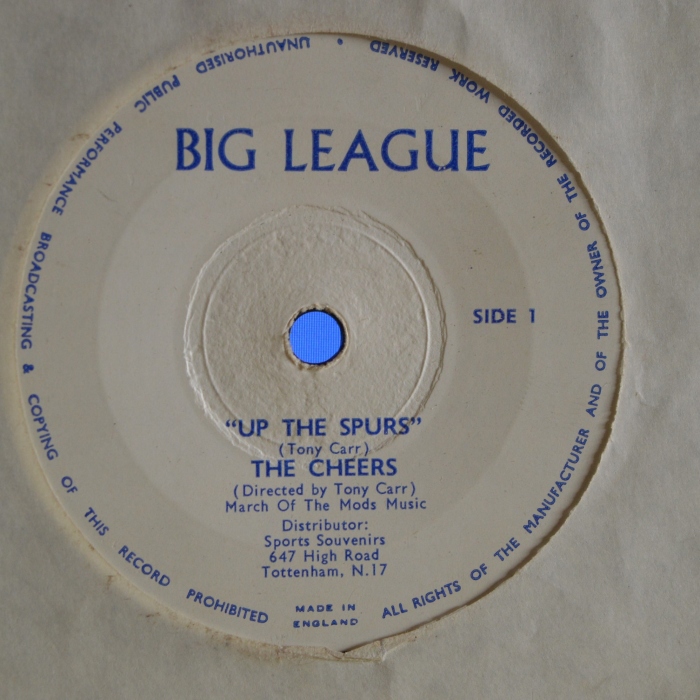 BIG LEAGUE
SIDE 1
“UP THE SPURS”
(Tony Carr)
THE CHEERS
(Directed by Tony Carr)
March Of The Mods Music
Distributor:
Sports Souvenirs
647 High Road
Tottenham, N.17
MADE IN
ENGLAND
ALL RIGHTS OF THE MANUFACTURER AND OF THE OWNER OF THE RECORDED WORK RESERVED • UNAUTHORISED PUBLIC PERFORMANCE BROADCASTING & COPYING OF THIS RECORD PROHIBITED